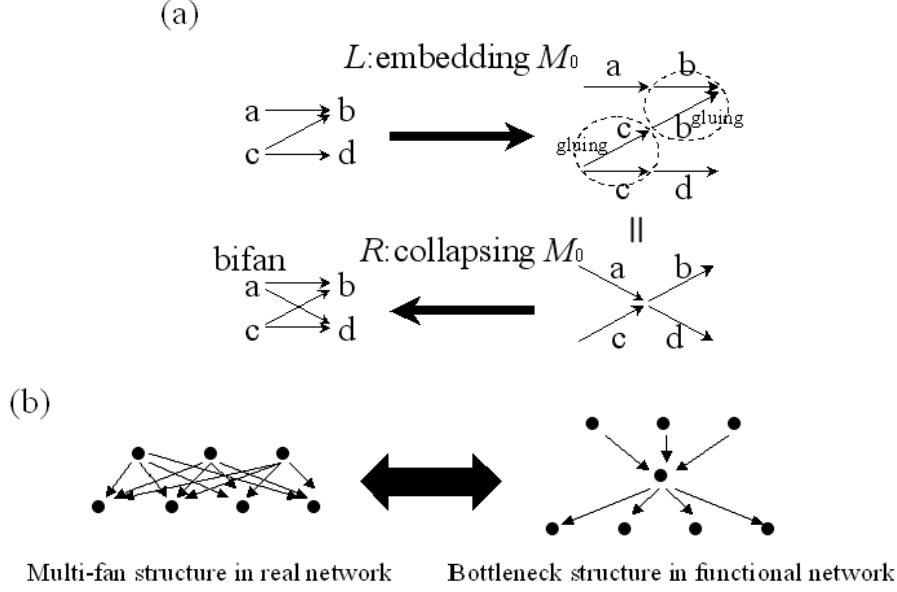 (a)
L:embedding M₀
a b
a b
c d
c b
gluing
gluing
c d
=
bifan
R:collapsing M₀
a b
c d
a b
c d
(b)
Multi-fan structure in real network
Bottleneck structure in functional network